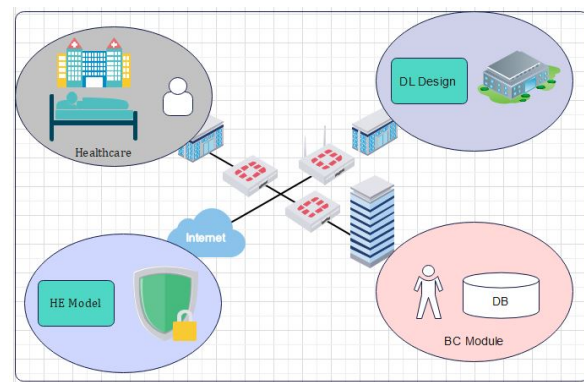 DL Design
Healthcare
Internet
HE Model
DB
BC Module